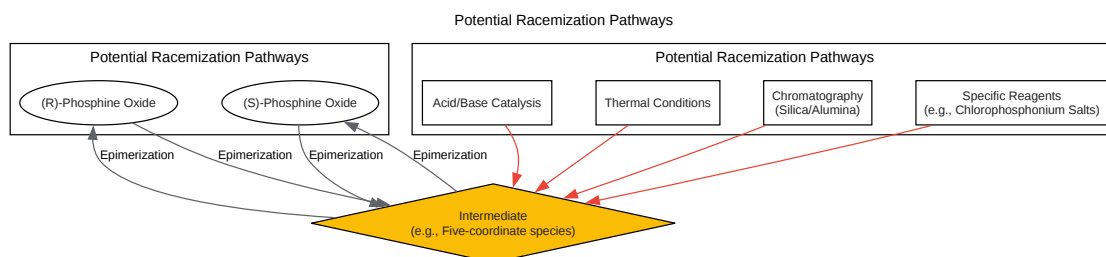 Potential Racemization Pathways
Potential Racemization Pathways
Potential Racemization Pathways
(R)-Phosphine Oxide
(S)-Phosphine Oxide
Acid/Base Catalysis
Thermal Conditions
Chromatography
(Silica/Alumina)
Specific Reagents
(e.g., Chlorophosphonium Salts)
Epimerization
Epimerization
Epimerization
Epimerization
Intermediate
(e.g., Five-coordinate species)